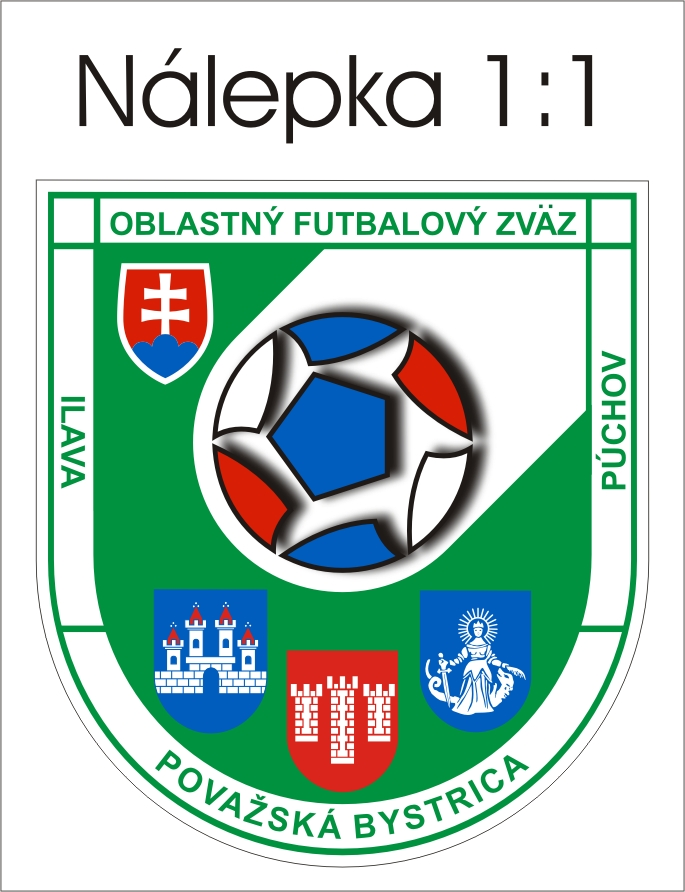 Nálepka 1:1
OBLASTNÝ FUTBALOVÝ ZVÄZ
ILAVA
PÚCHOV
POVAŽSKÁ BYSTRICA